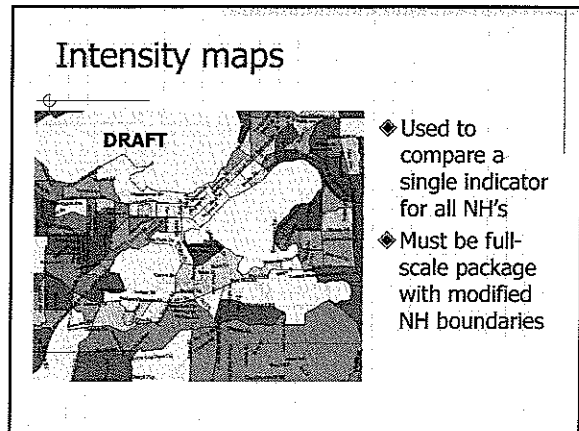 Intensity maps
DRAFT
Used to
compare a
single indicator
for all NH's
Must be full-
scale package
with modified
NH boundaries